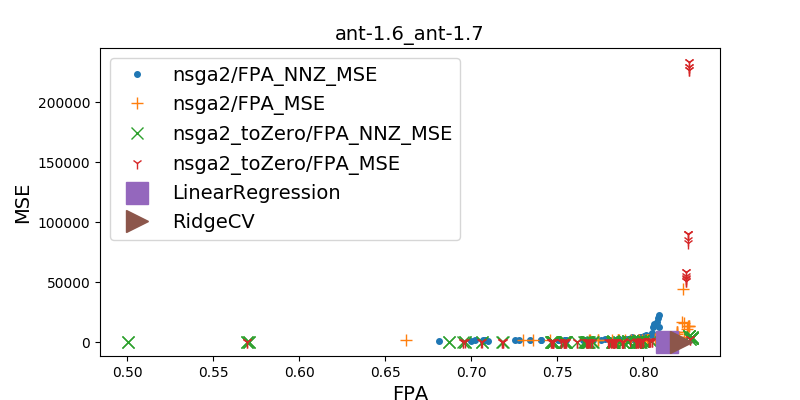 ant-1.6_ant-1.7
nsga2/FPA_NNZ_MSE
nsga2/FPA_MSE
nsga2_toZero/FPA_NNZ_MSE
nsga2_toZero/FPA_MSE
LinearRegression
RidgeCV
MSE
200000
150000
100000
50000
0
0.50 0.55 0.60 0.65 0.70 0.75 0.80
FPA